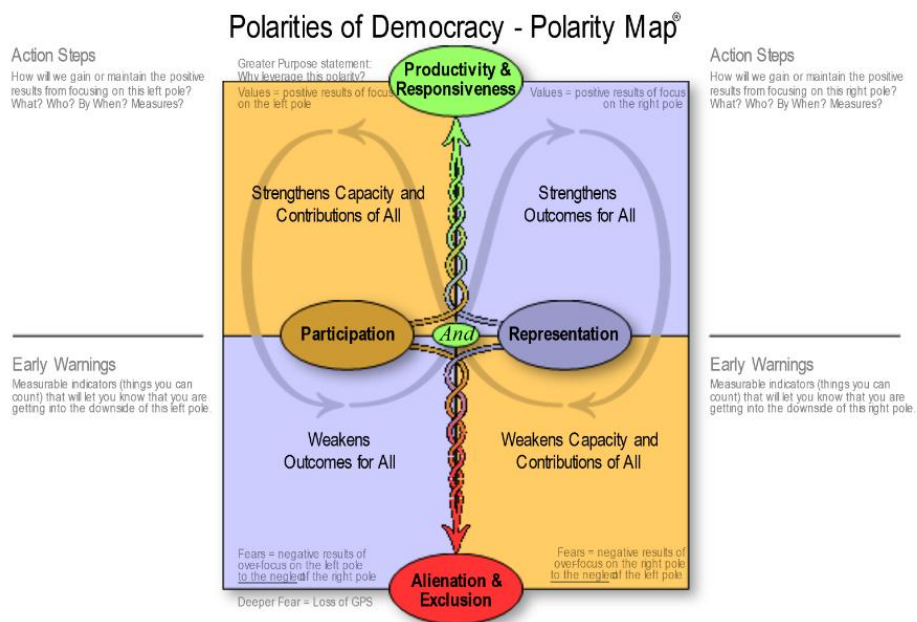 Polarities of Democracy - Polarity Map®
Action Steps
How will we gain or maintain the positive
results from focusing on this left pole?
What? Who? By When? Measures?
Greater Purpose statement:
Why leverage this polarity?
Values = positive results of focus
on the left pole
Productivity &
Responsiveness
Values = positive results of focus
on the right pole
Action Steps
How will we gain or maintain the positive
results from focusing on this right pole?
What? Who? By When? Measures?
Strengthens Capacity and
Contributions of All
Strengthens
Outcomes for All
Participation
And
Representation
Early Warnings
Measurable indicators (things you can
count) that will let you know that you are
getting into the downside of this left pole.
Early Warnings
Measurable indicators (things you can
count) that will let you know that you are
getting into the downside of this right pole.
Weakens
Outcomes for All
Weakens Capacity and
Contributions of All
Fears = negative results of
over-focus on the left pole
to the neglect of the right pole
Fears = negative results of
over-focus on the right pole
to the neglect of the left pole
Alienation &
Exclusion
Deeper Fear = Loss of GPS